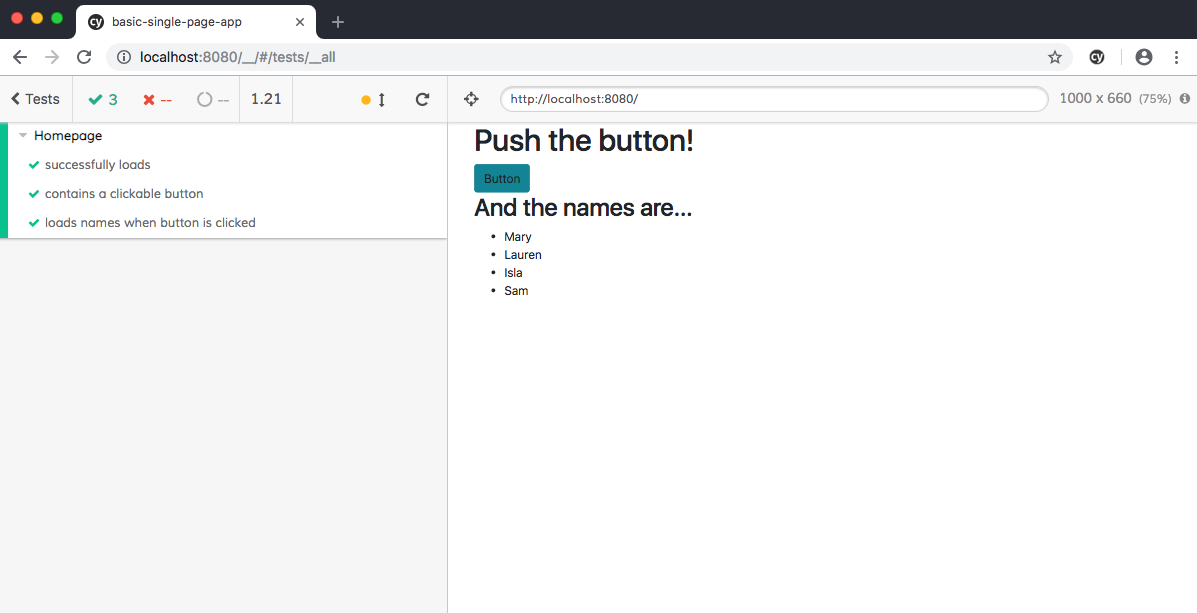 cy basic-single-page-app
localhost:8080/__/#/tests/__all
cy
Tests 3 -- -- 1.21
http://localhost:8080/
1000 x 660 (75%)
Homepage
successfully loads
contains a clickable button
loads names when button is clicked
Push the button!
Button
And the names are...
• Mary
• Lauren
• Isla
• Sam